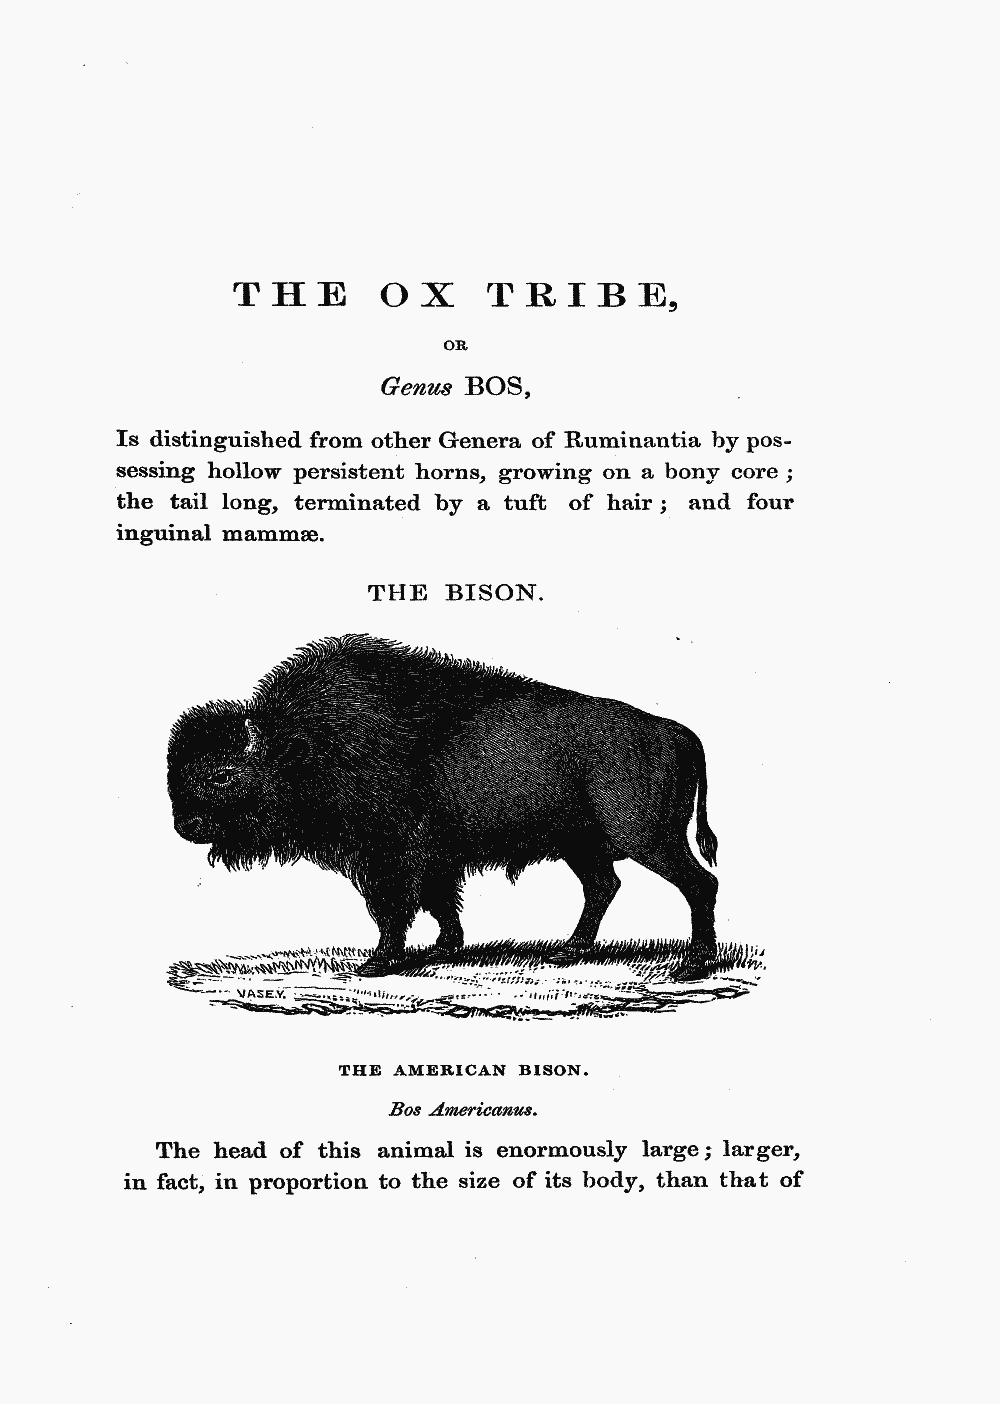 THE OX TRIBE,
OR
Genus BOS,
Is distinguished from other Genera of Ruminantia by pos-
sessing hollow persistent horns, growing on a bony core ;
the tail long, terminated by a tuft of hair ; and four
inguinal mammæ.
THE BISON.
VASEY.
THE AMERICAN BISON.
Bos Americanus.
The head of this animal is enormously large ; larger,
in fact, in proportion to the size of its body, than that of